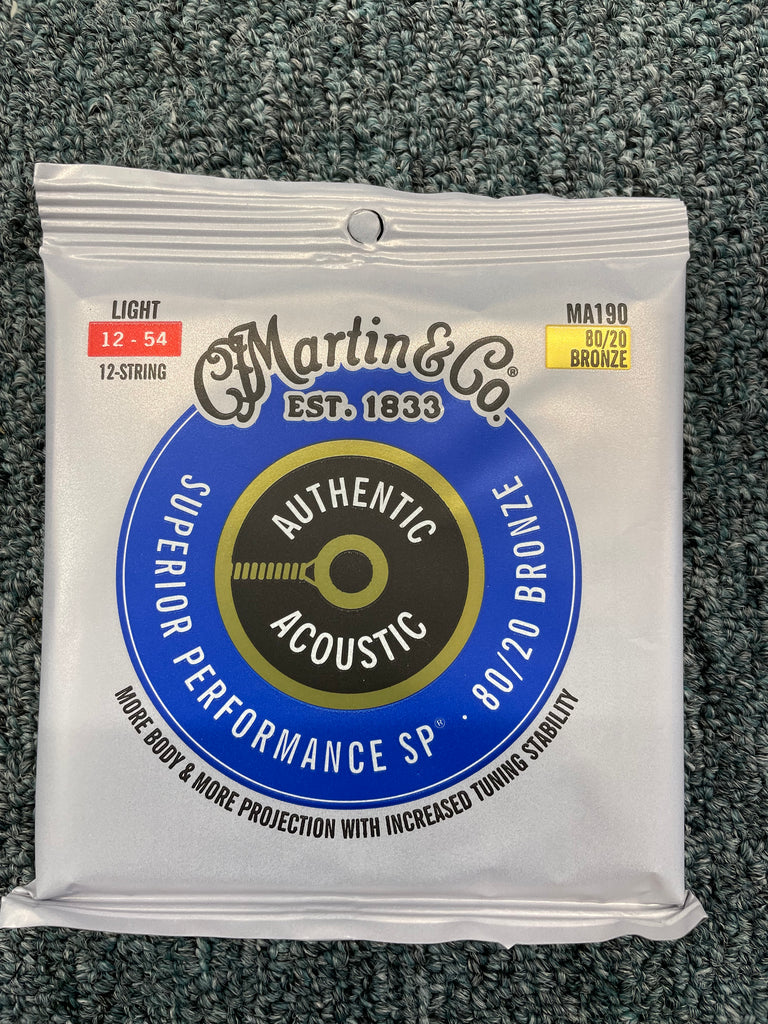 LIGHT
12 - 54
12-STRING
MA190
80/20
BRONZE
CFMartin & Co.®
EST. 1833
AUTHENTIC
ACOUSTIC
SUPERIOR PERFORMANCE SP® · 80/20 BRONZE
MORE BODY & MORE PROJECTION WITH INCREASED TUNING STABILITY